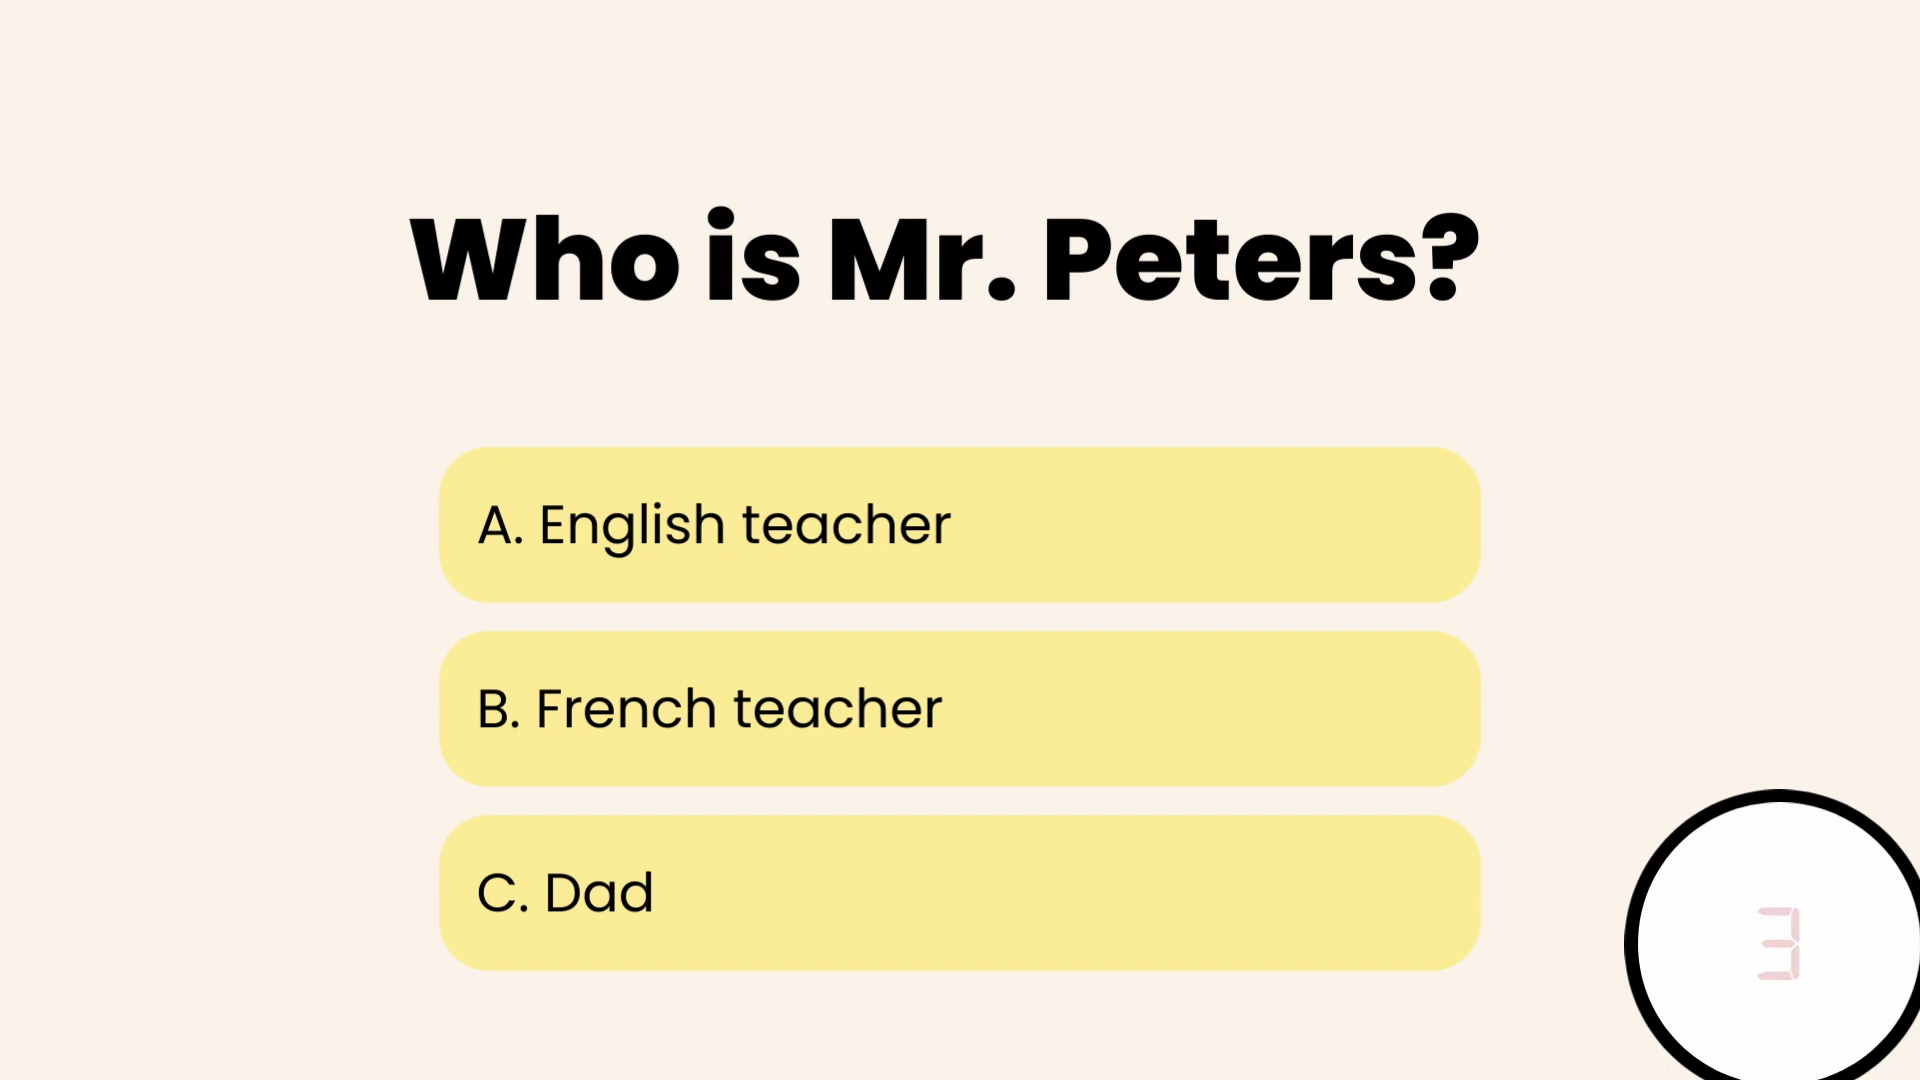 Who is Mr. Peters?
A. English teacher
B. French teacher
C. Dad
3